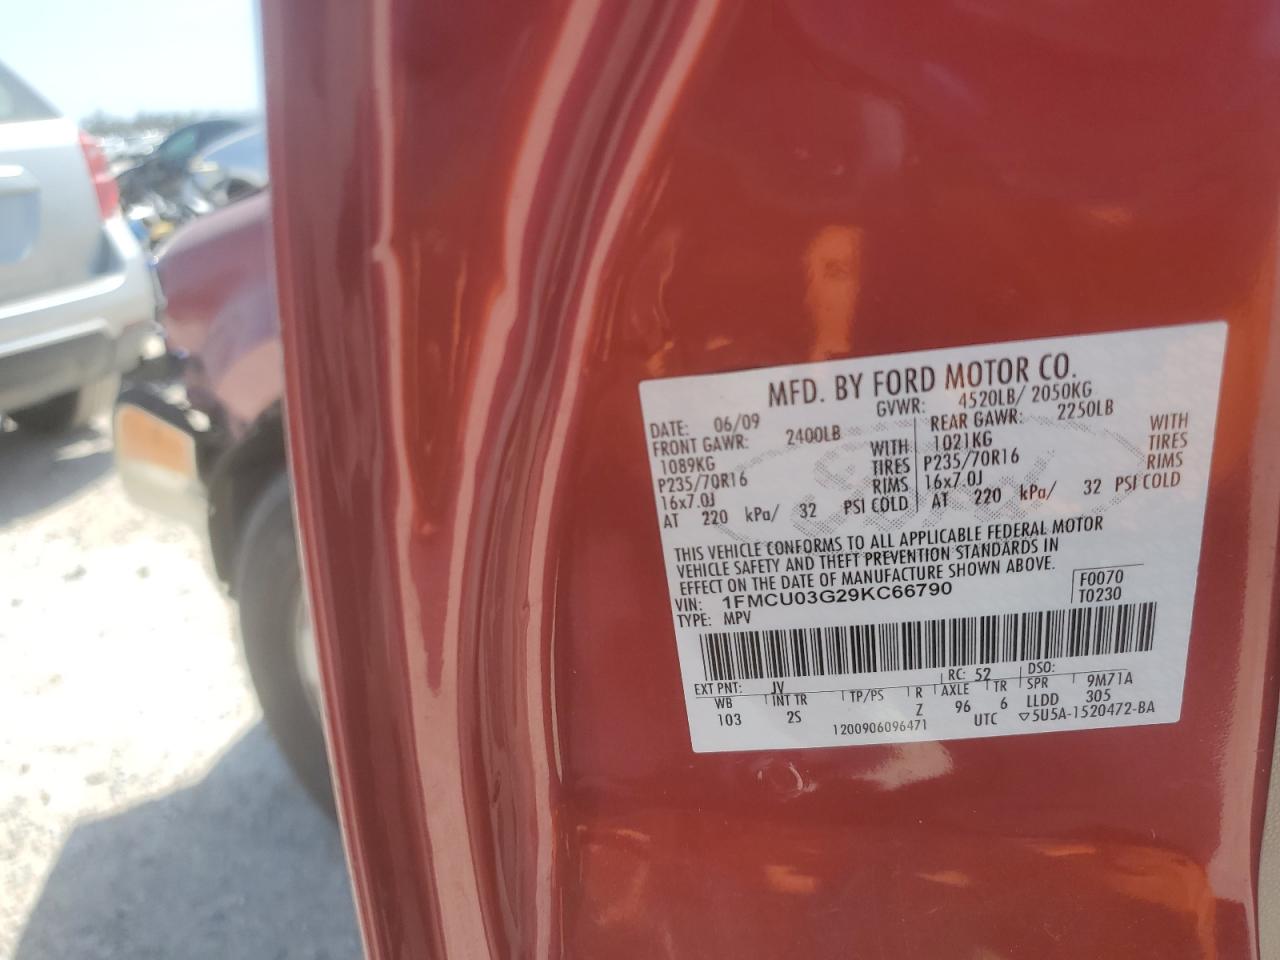 MFD. BY FORD MOTOR CO.
DATE: 06/09 GVWR: 4520LB/ 2050KG
FRONT GAWR: 2400LB REAR GAWR: 2250LB
1089KG WITH 1021KG WITH
P235/70R16 TIRES P235/70R16 TIRES
16x7.0J RIMS 16x7.0J RIMS
AT 220 kPa/ 32 PSI COLD AT 220 kPa/ 32 PSI COLD
THIS VEHICLE CONFORMS TO ALL APPLICABLE FEDERAL MOTOR
VEHICLE SAFETY AND THEFT PREVENTION STANDARDS IN
EFFECT ON THE DATE OF MANUFACTURE SHOWN ABOVE.
VIN: 1FMCU03G29KC66790 F0070
TYPE: MPV T0230
EXT PNT: JV RC: 52 DSO:
WB INT TR TP/PS R AXLE TR SPR 9M71A
103 2S Z 96 6 LLDD 305
1200906096471 UTC ▽5U5A-1520472-BA